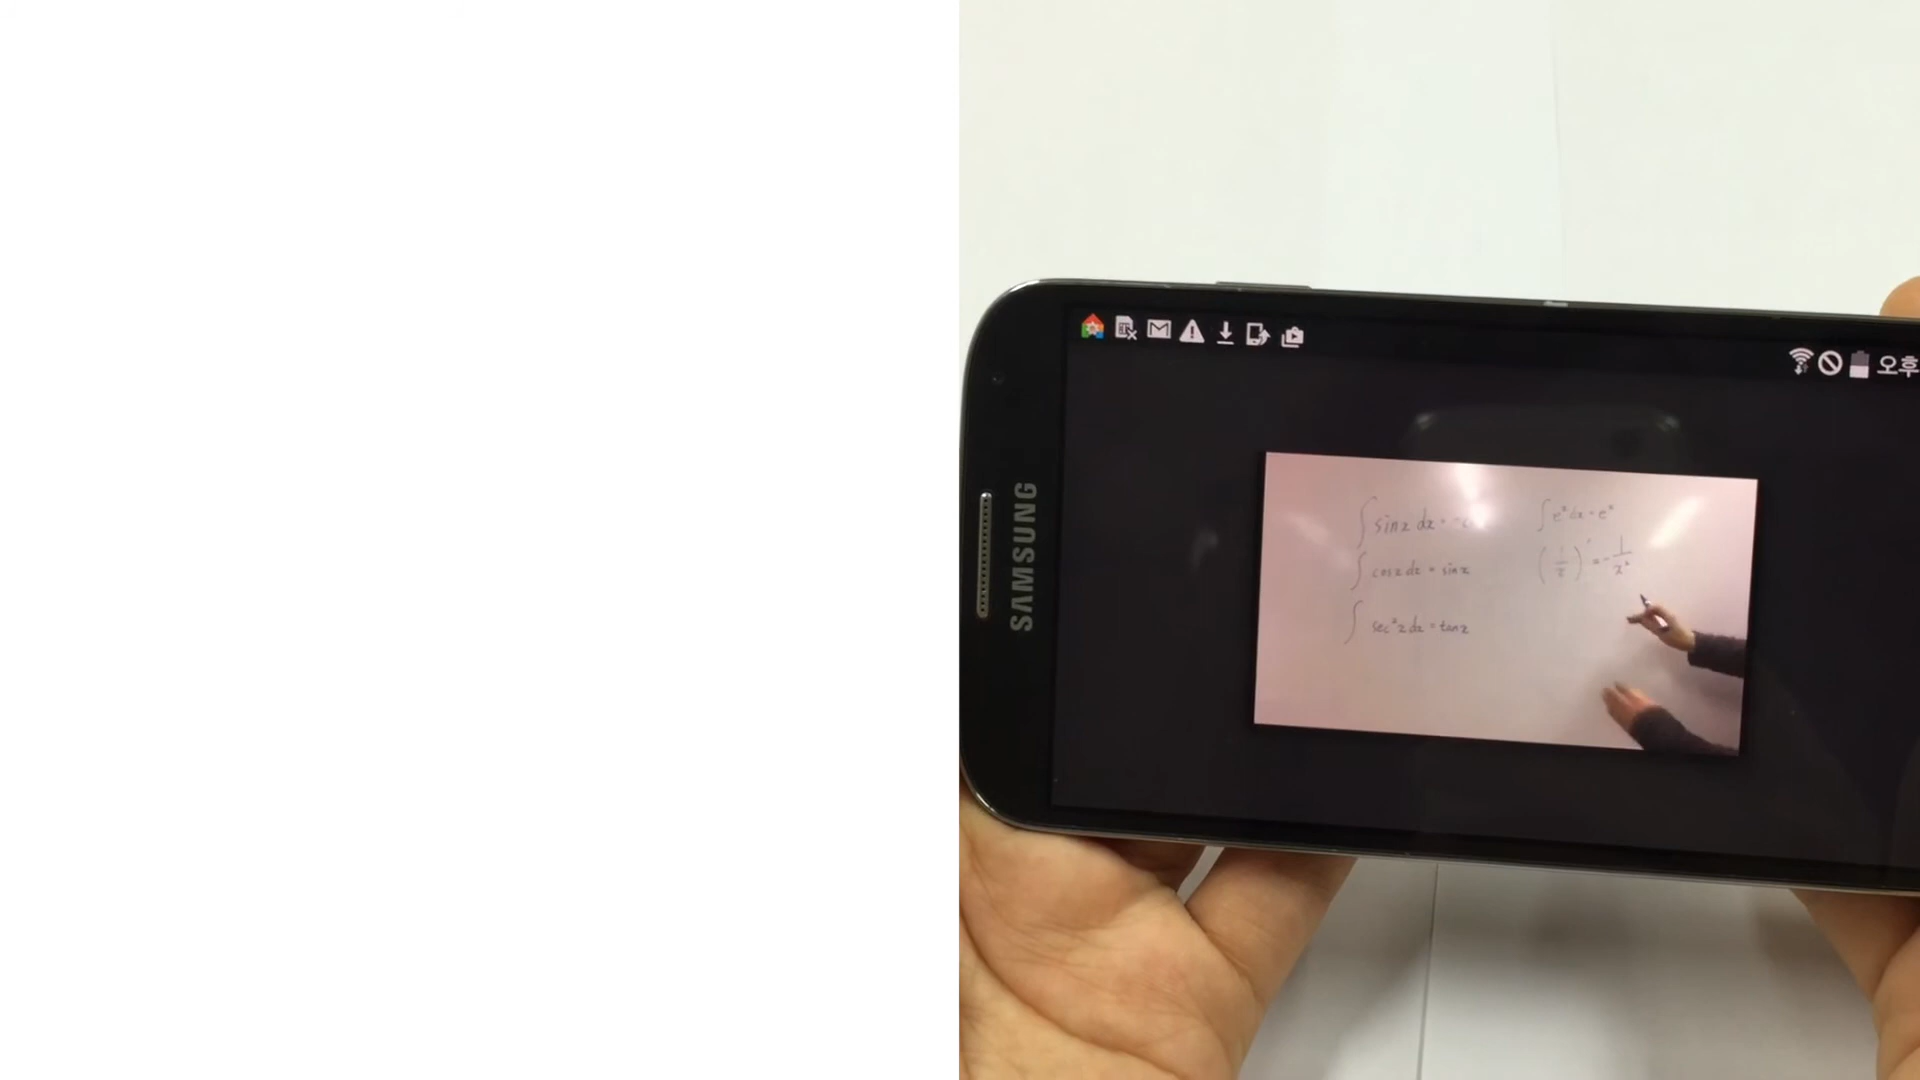 SAMSUNG
오후
∫ sinx dx = -c
∫ cosx dx = sinx
∫ sec²x dx = tanx
∫ e^x dx = e^x
(1/x)' = -1/x²